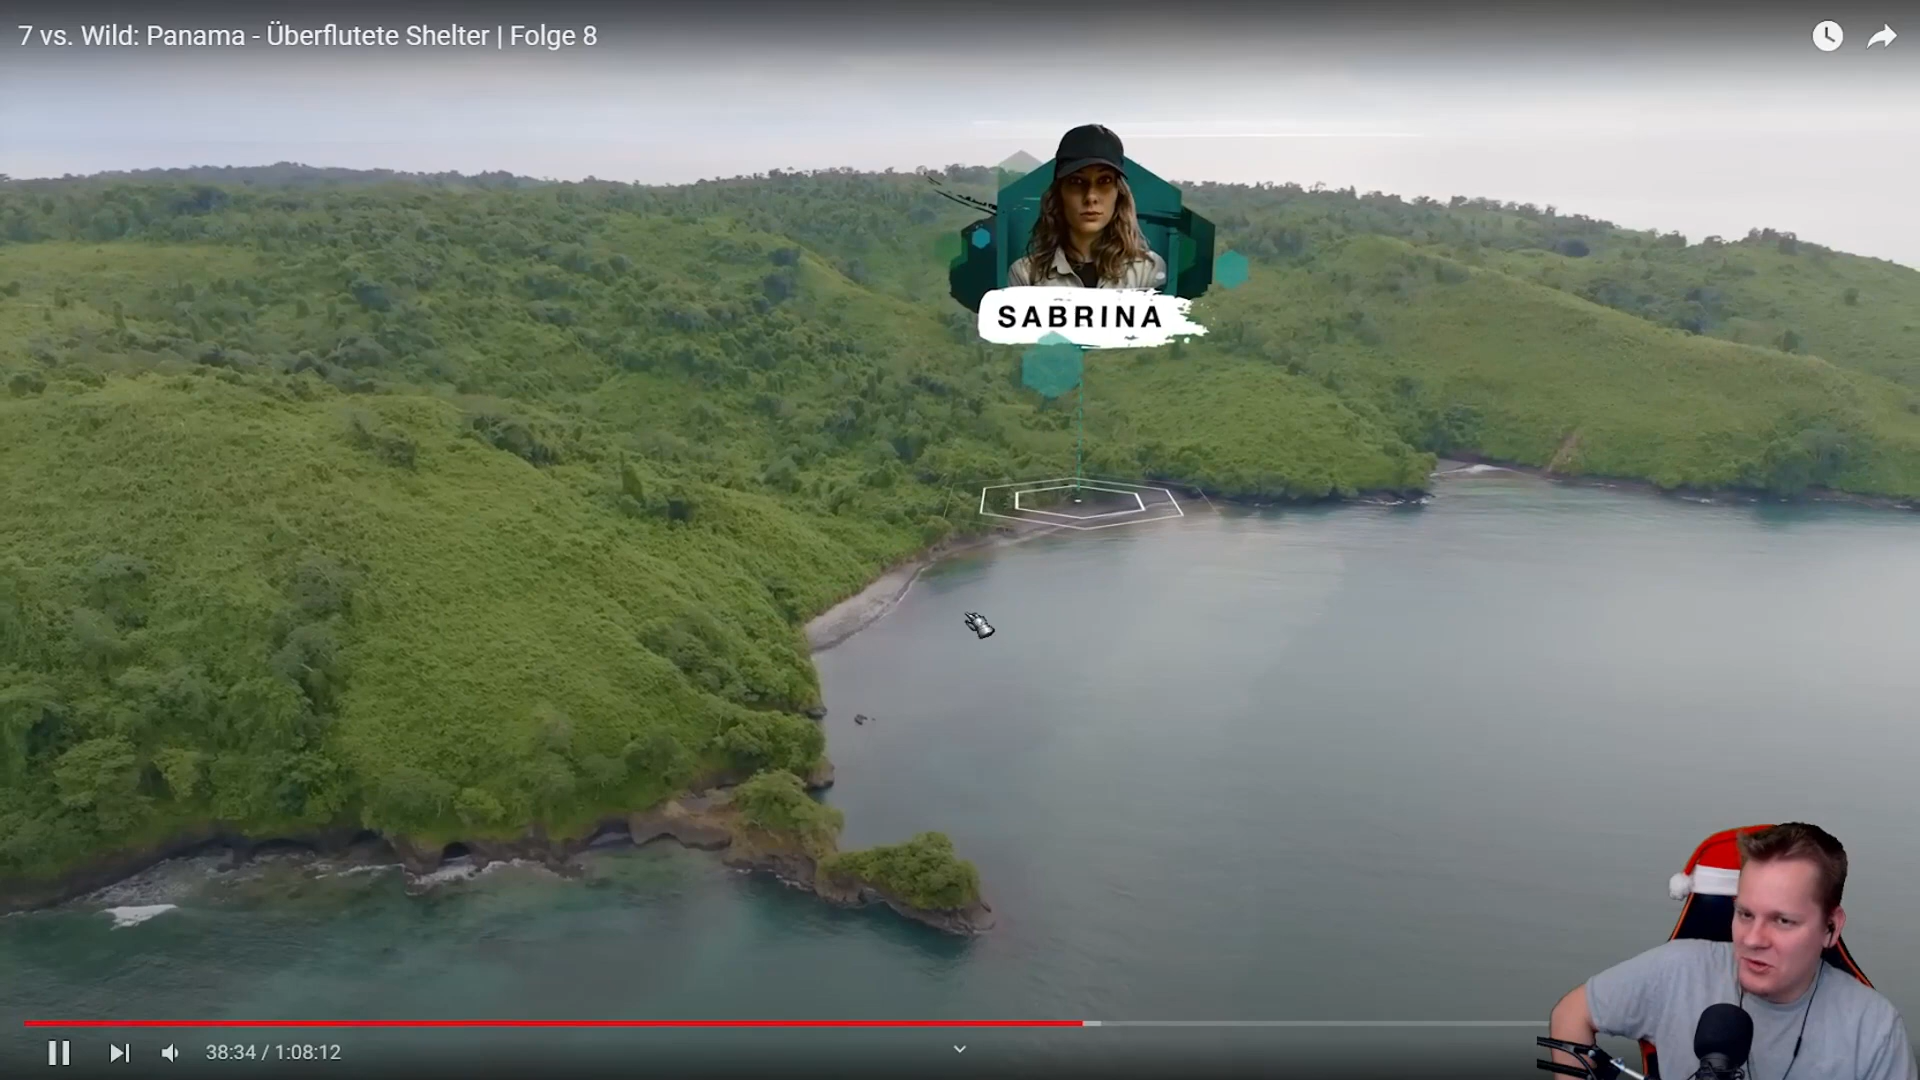 7 vs. Wild: Panama - Überflutete Shelter | Folge 8
SABRINA
38:34 / 1:08:12